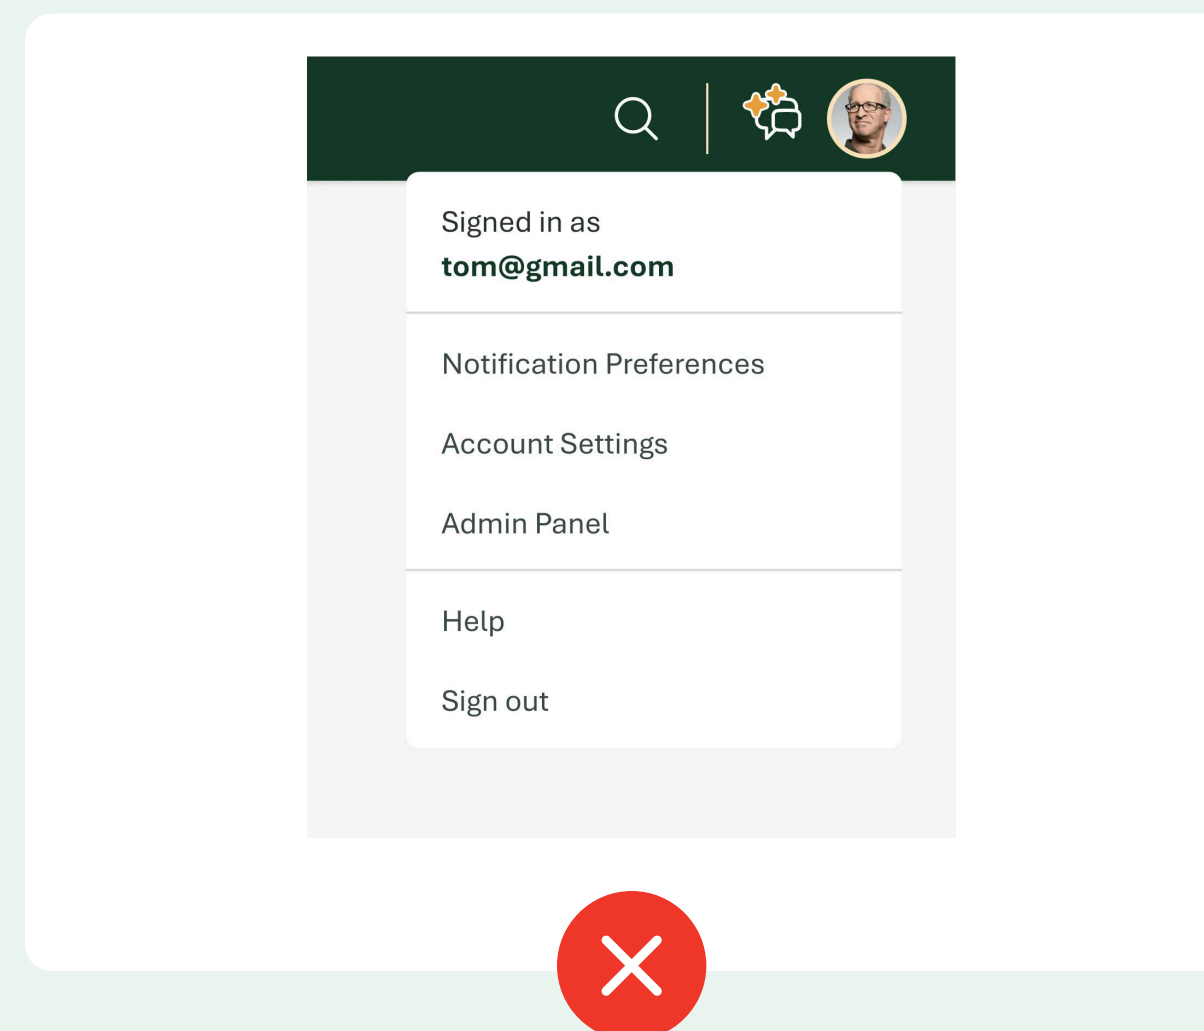 Signed in as
tom@gmail.com
Notification Preferences
Account Settings
Admin Panel
Help
Sign out